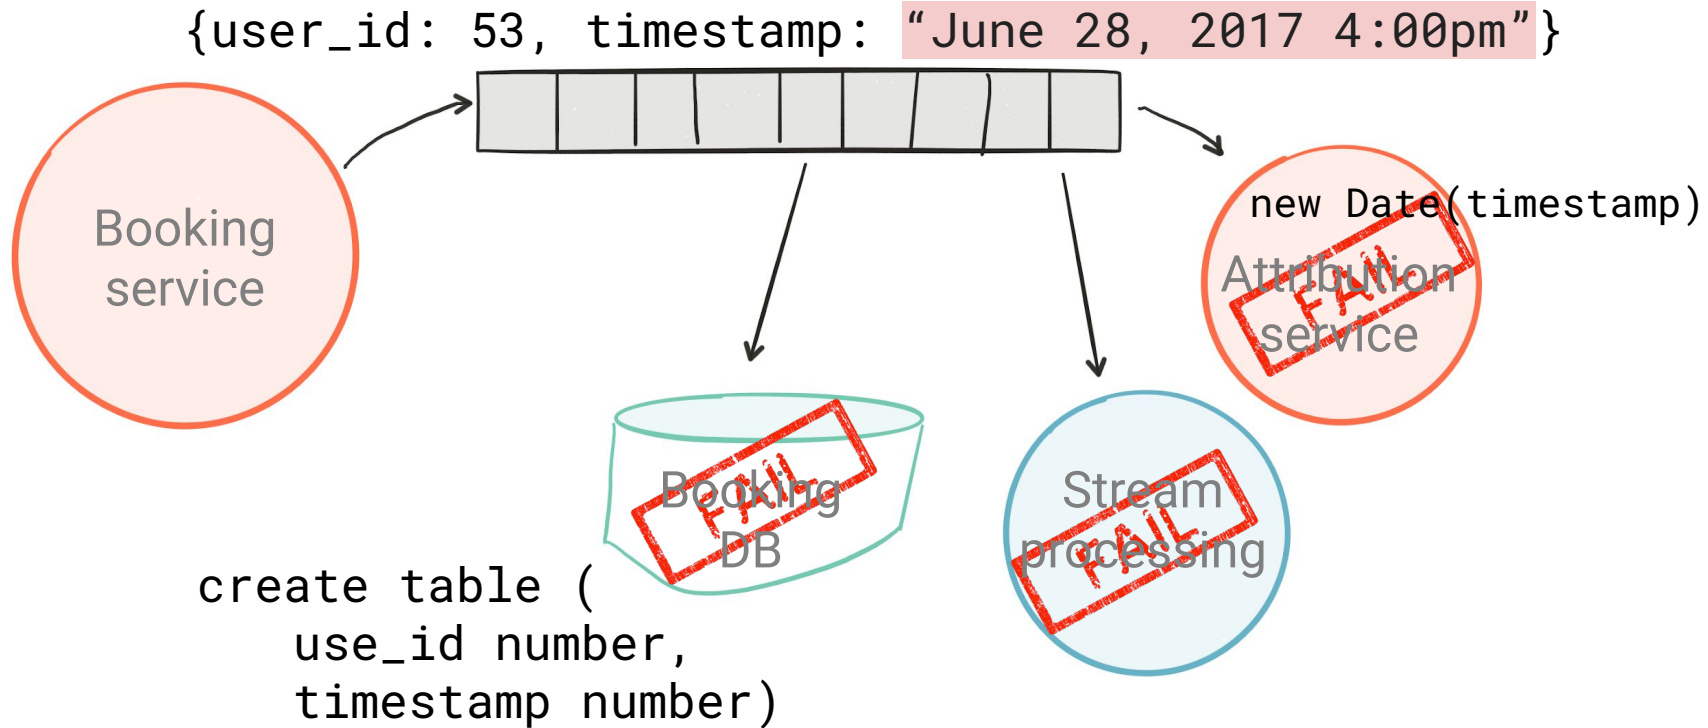 {user_id: 53, timestamp: “June 28, 2017 4:00pm”}
Booking
service
new Date(timestamp)
Attribution
service
FAIL
Booking
DB
FAIL
Stream
processing
FAIL
create table (
use_id number,
timestamp number)